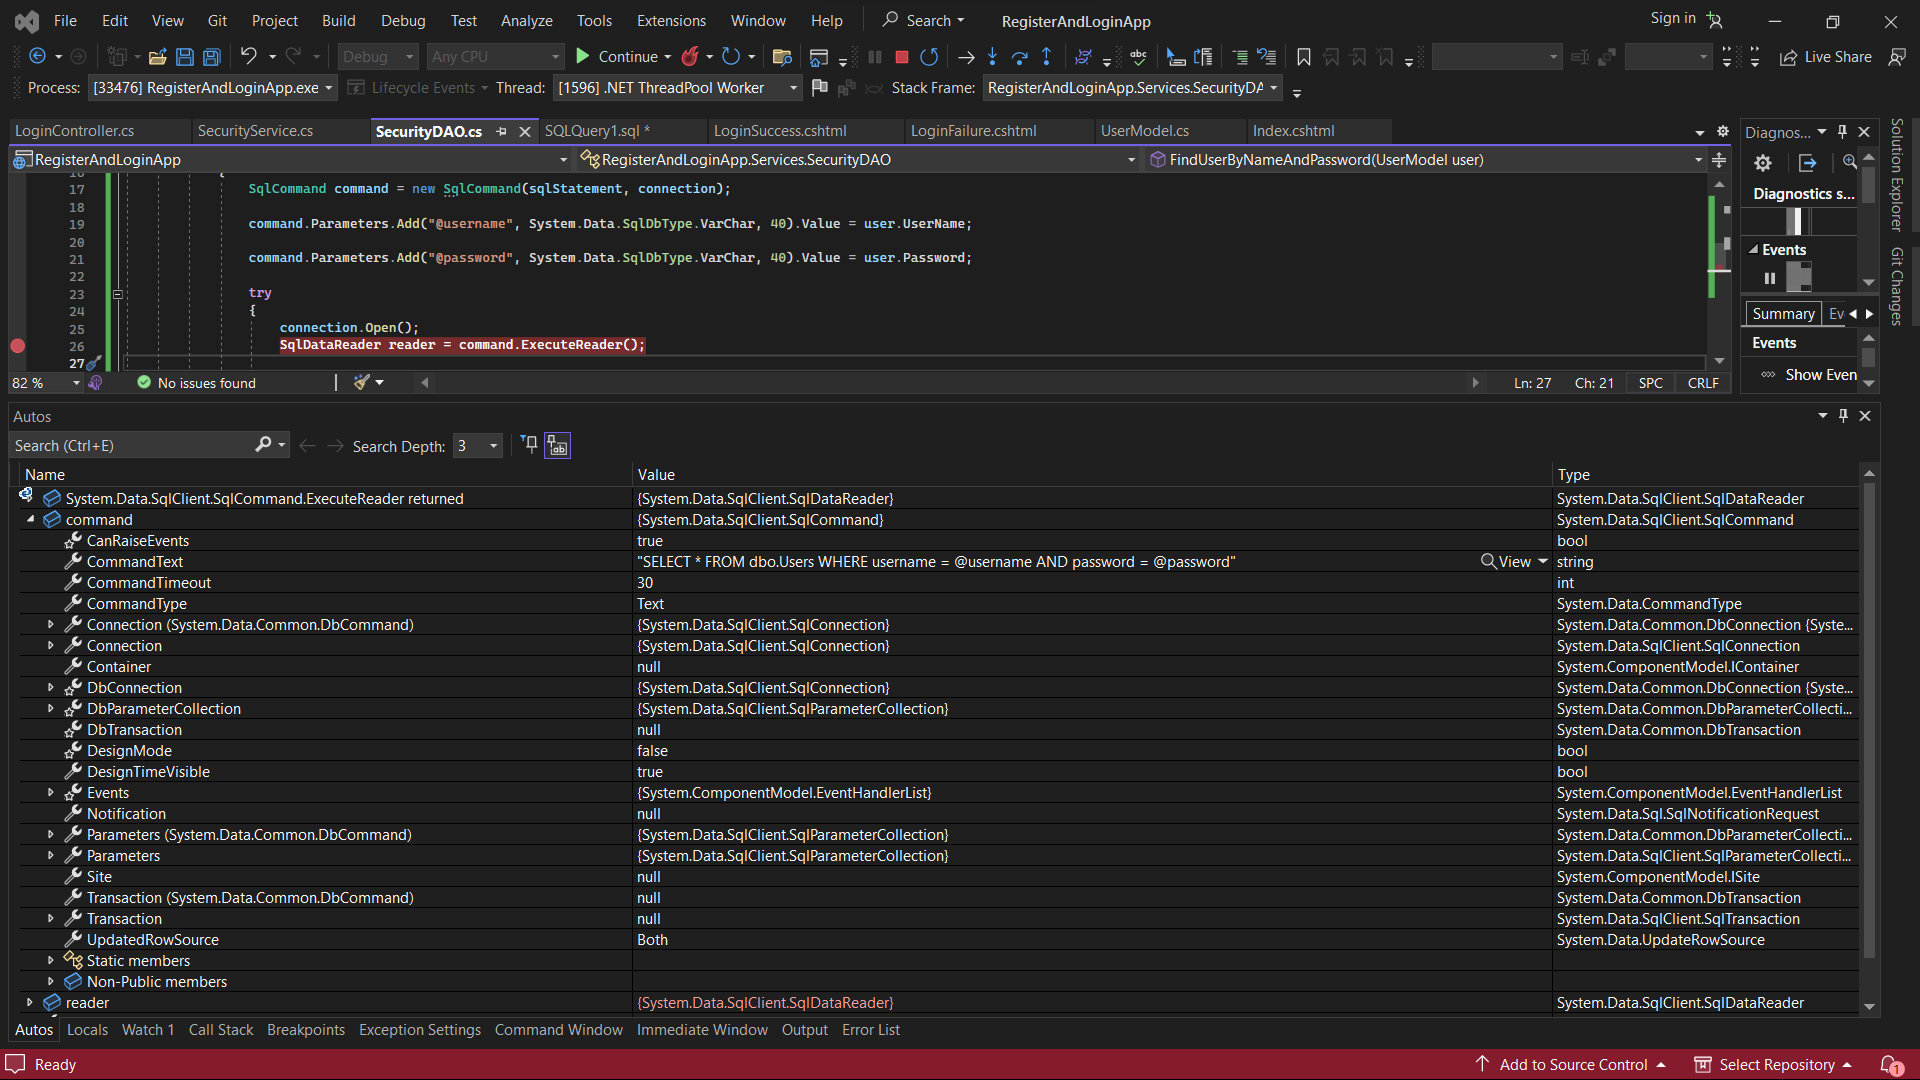 File Edit View Git Project Build Debug Test Analyze Tools Extensions Window Help Search RegisterAndLoginApp Sign in
Debug Any CPU Continue Live Share
Process: [33476] RegisterAndLoginApp.exe Lifecycle Events Thread: [1596] .NET ThreadPool Worker Stack Frame: RegisterAndLoginApp.Services.SecurityDA
LoginController.cs SecurityService.cs SecurityDAO.cs SQLQuery1.sql * LoginSuccess.cshtml LoginFailure.cshtml UserModel.cs Index.cshtml
RegisterAndLoginApp RegisterAndLoginApp.Services.SecurityDAO FindUserByNameAndPassword(UserModel user)
16 {
17 SqlCommand command = new SqlCommand(sqlStatement, connection);
18
19 command.Parameters.Add("@username", System.Data.SqlDbType.VarChar, 40).Value = user.UserName;
20
21 command.Parameters.Add("@password", System.Data.SqlDbType.VarChar, 40).Value = user.Password;
22
23 try
24 {
25 connection.Open();
26 SqlDataReader reader = command.ExecuteReader();
27
82 % No issues found Ln: 27 Ch: 21 SPC CRLF
Diagnos...
Diagnostics s...
Events
Summary Ev
Events
Show Even
Solution Explorer
Git Changes
Autos
Search (Ctrl+E) Search Depth: 3
Name Value Type
System.Data.SqlClient.SqlCommand.ExecuteReader returned {System.Data.SqlClient.SqlDataReader} System.Data.SqlClient.SqlDataReader
command {System.Data.SqlClient.SqlCommand} System.Data.SqlClient.SqlCommand
CanRaiseEvents true bool
CommandText "SELECT * FROM dbo.Users WHERE username = @username AND password = @password" View string
CommandTimeout 30 int
CommandType Text System.Data.CommandType
Connection (System.Data.Common.DbCommand) {System.Data.SqlClient.SqlConnection} System.Data.Common.DbConnection {Syste...
Connection {System.Data.SqlClient.SqlConnection} System.Data.SqlClient.SqlConnection
Container null System.ComponentModel.IContainer
DbConnection {System.Data.SqlClient.SqlConnection} System.Data.Common.DbConnection {Syste...
DbParameterCollection {System.Data.SqlClient.SqlParameterCollection} System.Data.Common.DbParameterCollecti...
DbTransaction null System.Data.Common.DbTransaction
DesignMode false bool
DesignTimeVisible true bool
Events {System.ComponentModel.EventHandlerList} System.ComponentModel.EventHandlerList
Notification null System.Data.Sql.SqlNotificationRequest
Parameters (System.Data.Common.DbCommand) {System.Data.SqlClient.SqlParameterCollection} System.Data.Common.DbParameterCollecti...
Parameters {System.Data.SqlClient.SqlParameterCollection} System.Data.SqlClient.SqlParameterCollecti...
Site null System.ComponentModel.ISite
Transaction (System.Data.Common.DbCommand) null System.Data.Common.DbTransaction
Transaction null System.Data.SqlClient.SqlTransaction
UpdatedRowSource Both System.Data.UpdateRowSource
Static members
Non-Public members
reader {System.Data.SqlClient.SqlDataReader} System.Data.SqlClient.SqlDataReader
Autos Locals Watch 1 Call Stack Breakpoints Exception Settings Command Window Immediate Window Output Error List
Ready Add to Source Control Select Repository 1